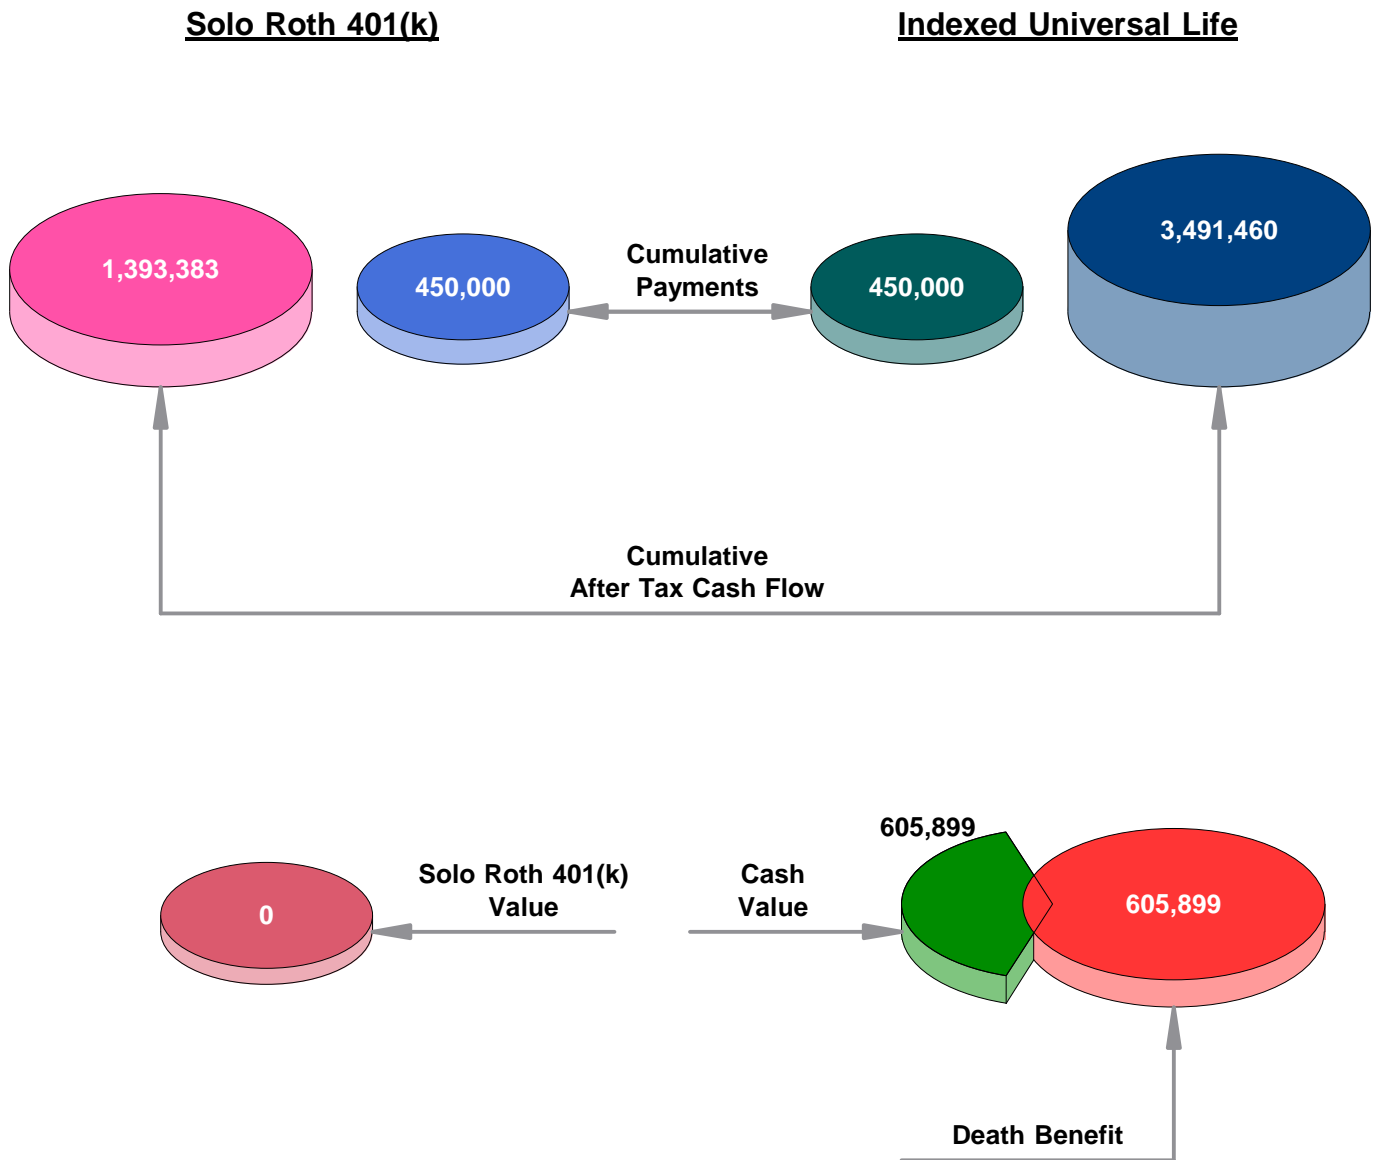 Solo Roth 401(k)
Indexed Universal Life
1,393,383
450,000
Cumulative
Payments
450,000
3,491,460
Cumulative
After Tax Cash Flow
0
Solo Roth 401(k)
Value
Cash
Value
605,899
605,899
Death Benefit